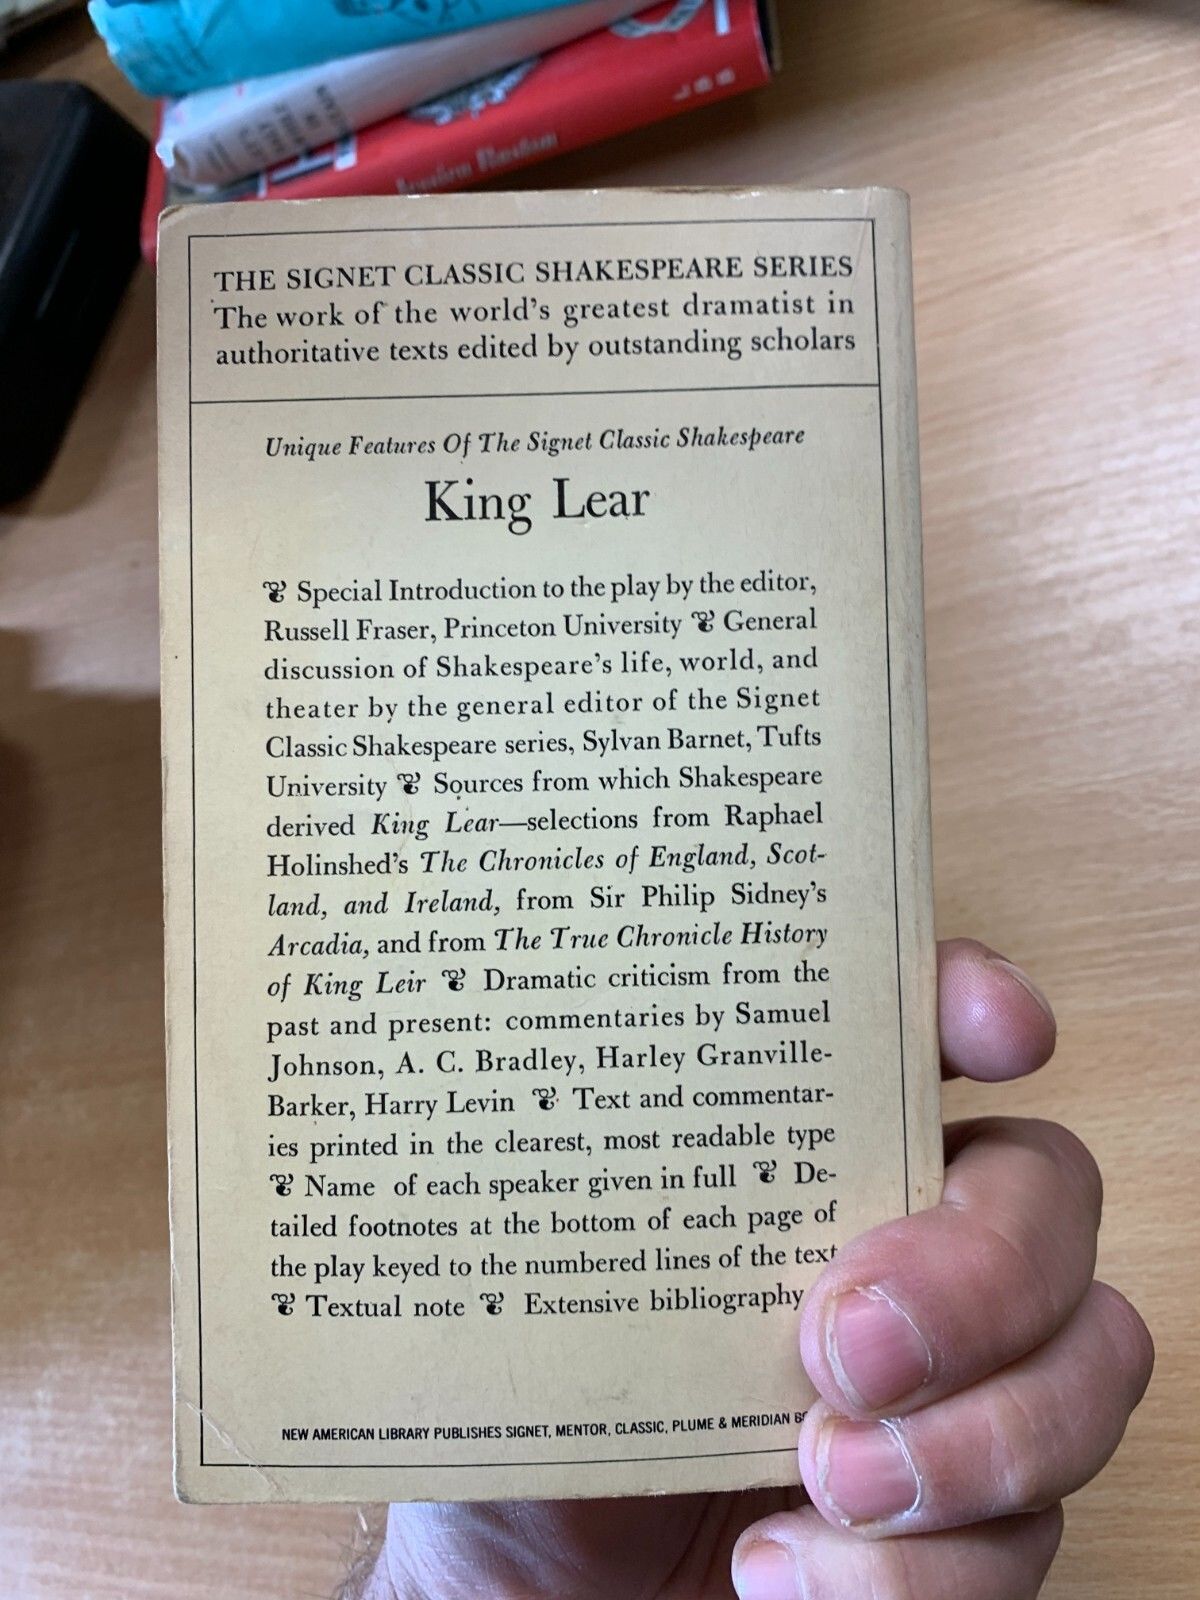 THE SIGNET CLASSIC SHAKESPEARE SERIES
The work of the world's greatest dramatist in
authoritative texts edited by outstanding scholars
Unique Features Of The Signet Classic Shakespeare
King Lear
Special Introduction to the play by the editor,
Russell Fraser, Princeton University General
discussion of Shakespeare's life, world, and
theater by the general editor of the Signet
Classic Shakespeare series, Sylvan Barnet, Tufts
University Sources from which Shakespeare
derived King Lear—selections from Raphael
Holinshed's The Chronicles of England, Scot-
land, and Ireland, from Sir Philip Sidney's
Arcadia, and from The True Chronicle History
of King Leir Dramatic criticism from the
past and present: commentaries by Samuel
Johnson, A. C. Bradley, Harley Granville-
Barker, Harry Levin Text and commentar-
ies printed in the clearest, most readable type
Name of each speaker given in full De-
tailed footnotes at the bottom of each page of
the play keyed to the numbered lines of the text
Textual note Extensive bibliography
NEW AMERICAN LIBRARY PUBLISHES SIGNET, MENTOR, CLASSIC, PLUME & MERIDIAN